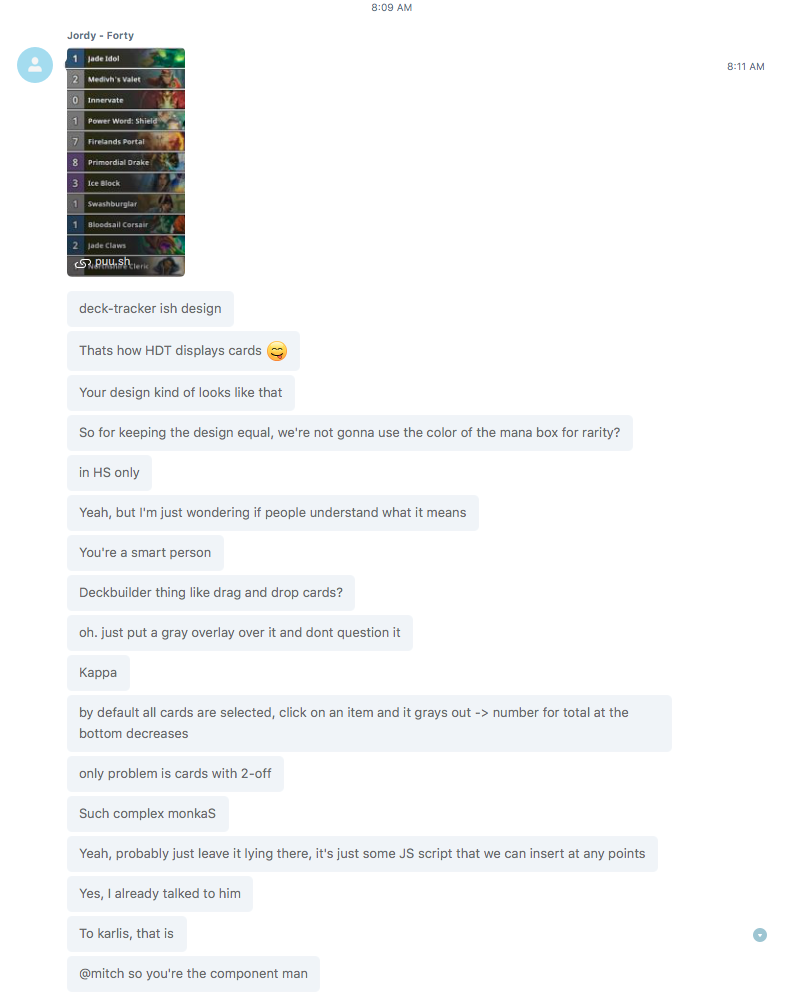 8:09 AM
Jordy - Forty
8:11 AM
1 Jade Idol
2 Medivh's Valet
0 Innervate
1 Power Word: Shield
7 Firelands Portal
8 Primordial Drake
3 Ice Block
1 Swashburglar
1 Bloodsail Corsair
2 Jade Claws
Northshire Cleric
puu.sh
deck-tracker ish design
Thats how HDT displays cards 😋
Your design kind of looks like that
So for keeping the design equal, we're not gonna use the color of the mana box for rarity?
in HS only
Yeah, but I'm just wondering if people understand what it means
You're a smart person
Deckbuilder thing like drag and drop cards?
oh. just put a gray overlay over it and dont question it
Kappa
by default all cards are selected, click on an item and it grays out -> number for total at the
bottom decreases
only problem is cards with 2-off
Such complex monkaS
Yeah, probably just leave it lying there, it's just some JS script that we can insert at any points
Yes, I already talked to him
To karlis, that is
@mitch so you're the component man